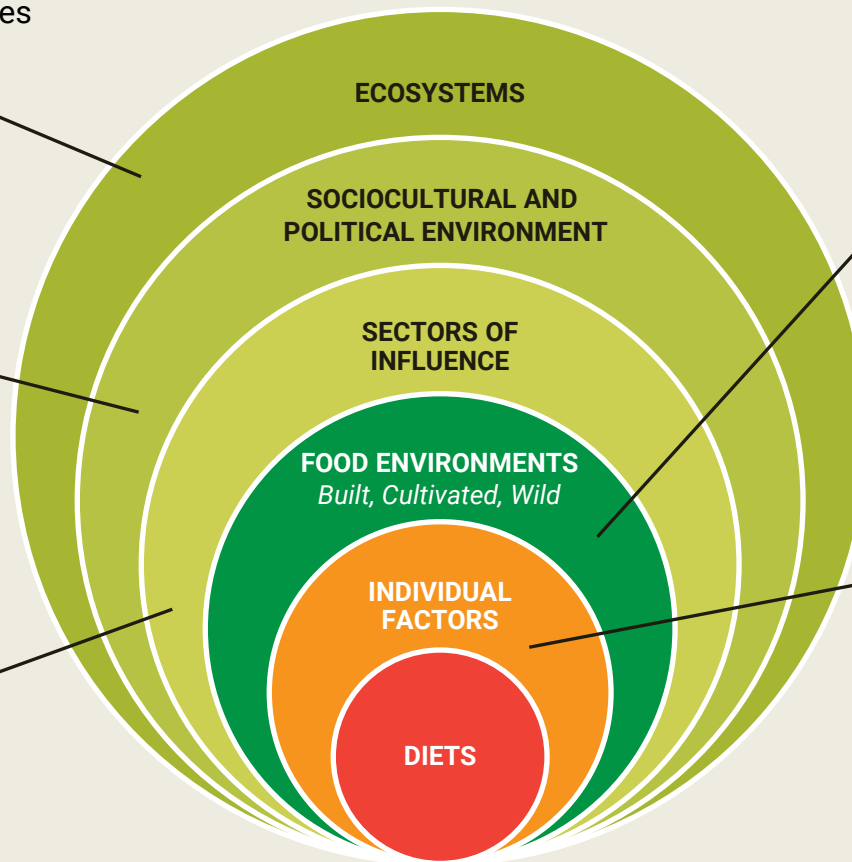 es
ECOSYSTEMS
SOCIOCULTURAL AND
POLITICAL ENVIRONMENT
SECTORS OF
INFLUENCE
FOOD ENVIRONMENTS
Built, Cultivated, Wild
INDIVIDUAL
FACTORS
DIETS